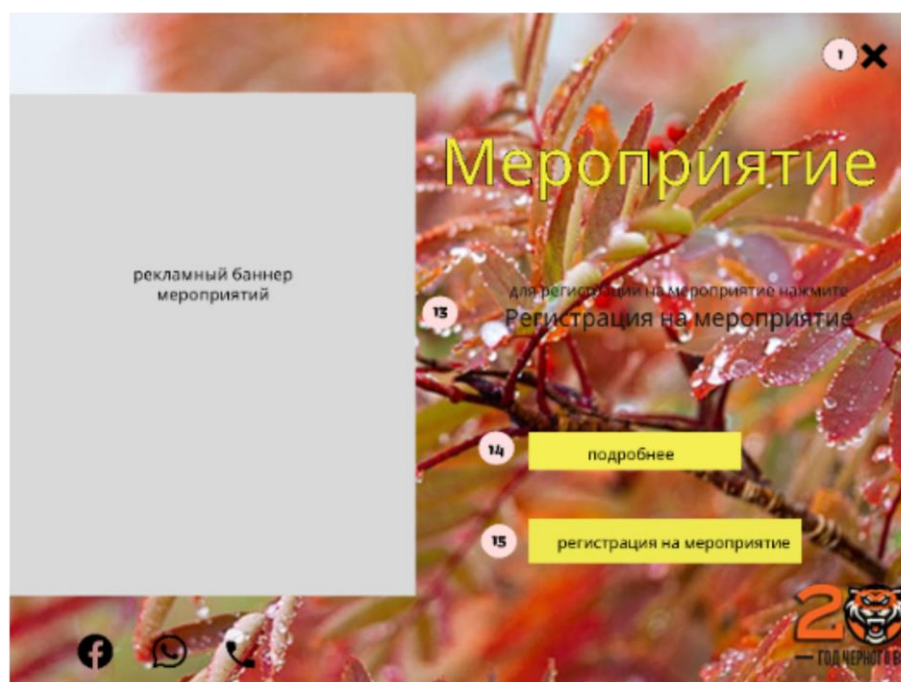 1
Мероприятие
рекламный баннер
мероприятий
для регистрации на мероприятие нажмите
13
Регистрация на мероприятие
14
подробнее
15
регистрация на мероприятие
20
ГОД ЧЕРНОГО